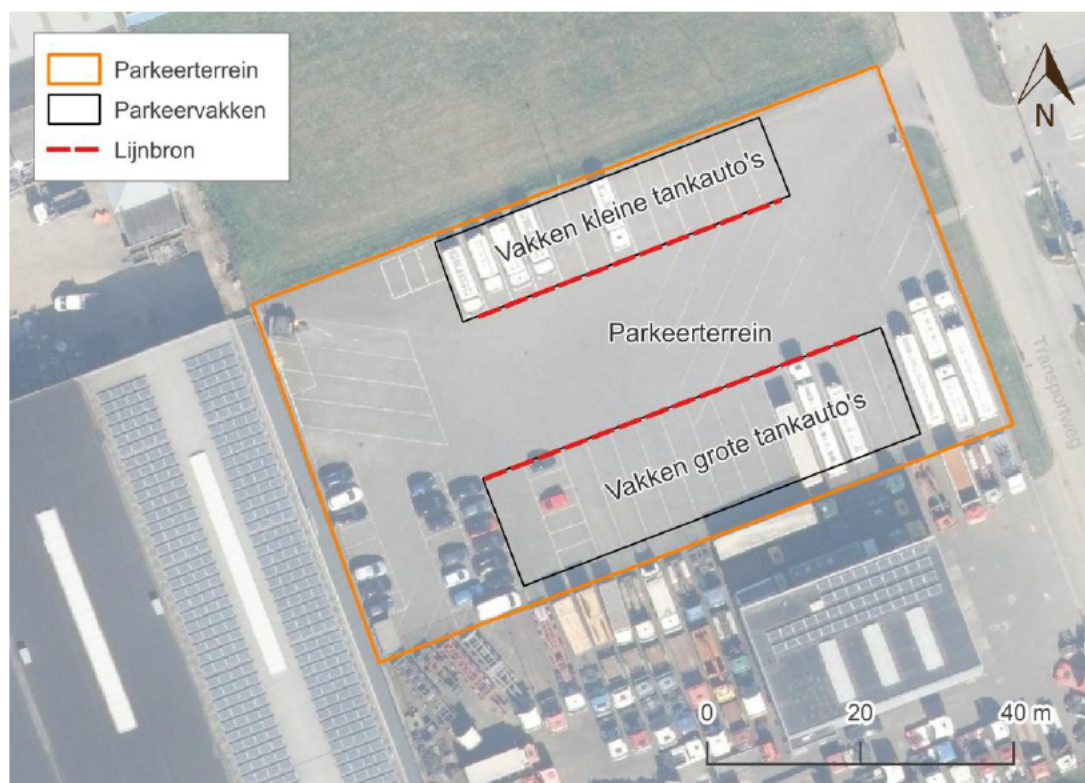 Parkeerterrein
Parkeervakken
Lijnbron
N
Vakken kleine tankauto's
Parkeerterrein
Vakken grote tankauto's
Transportweg
0 20 40 m